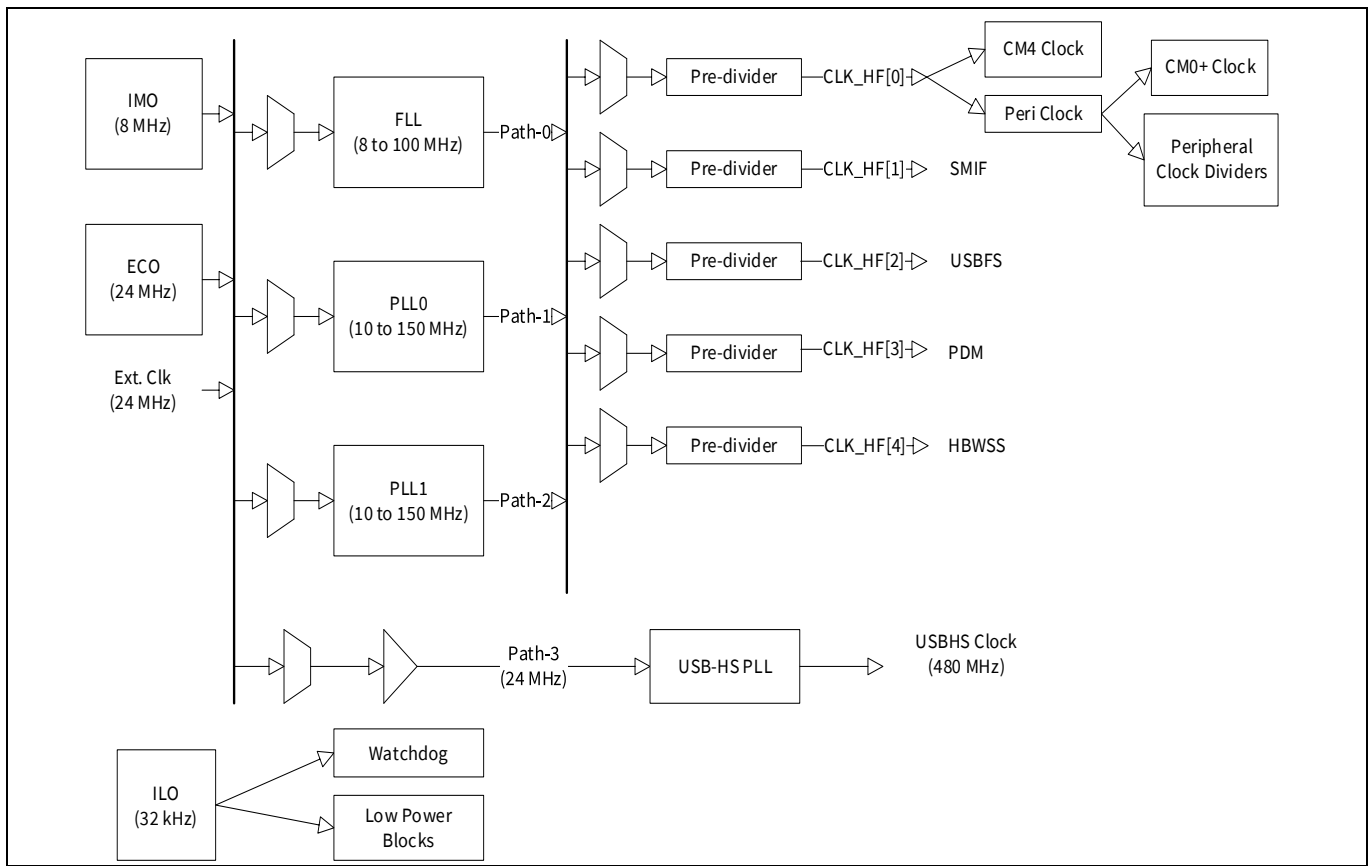 IMO
(8 MHz)
ECO
(24 MHz)
Ext. Clk
(24 MHz)
FLL
(8 to 100 MHz)
Path-0
PLL0
(10 to 150 MHz)
Path-1
PLL1
(10 to 150 MHz)
Path-2
Pre-divider
CLK_HF[0]
CM4 Clock
Peri Clock
CM0+ Clock
Peripheral
Clock Dividers
Pre-divider
CLK_HF[1]
SMIF
Pre-divider
CLK_HF[2]
USBFS
Pre-divider
CLK_HF[3]
PDM
Pre-divider
CLK_HF[4]
HBWSS
Path-3
(24 MHz)
USB-HS PLL
USBHS Clock
(480 MHz)
ILO
(32 kHz)
Watchdog
Low Power
Blocks